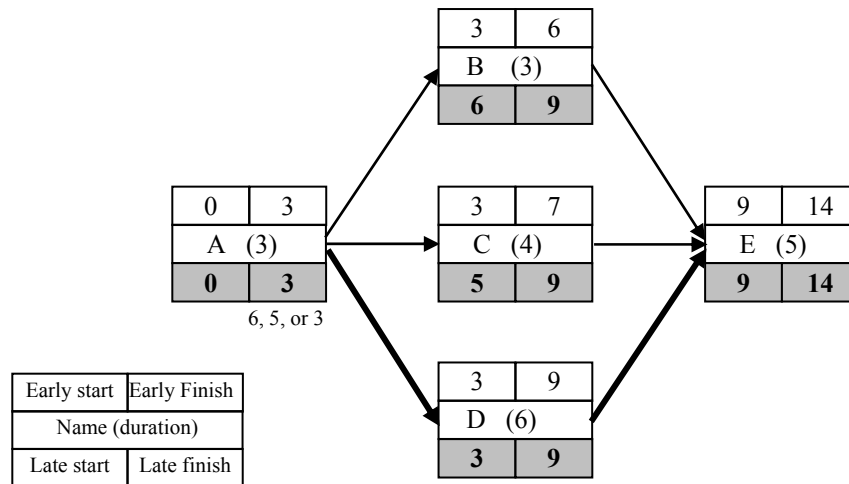 3 6
B (3)
6 9
0 3
A (3)
0 3
6, 5, or 3
3 7
C (4)
5 9
9 14
E (5)
9 14
3 9
D (6)
3 9
Early start Early Finish
Name (duration)
Late start Late finish